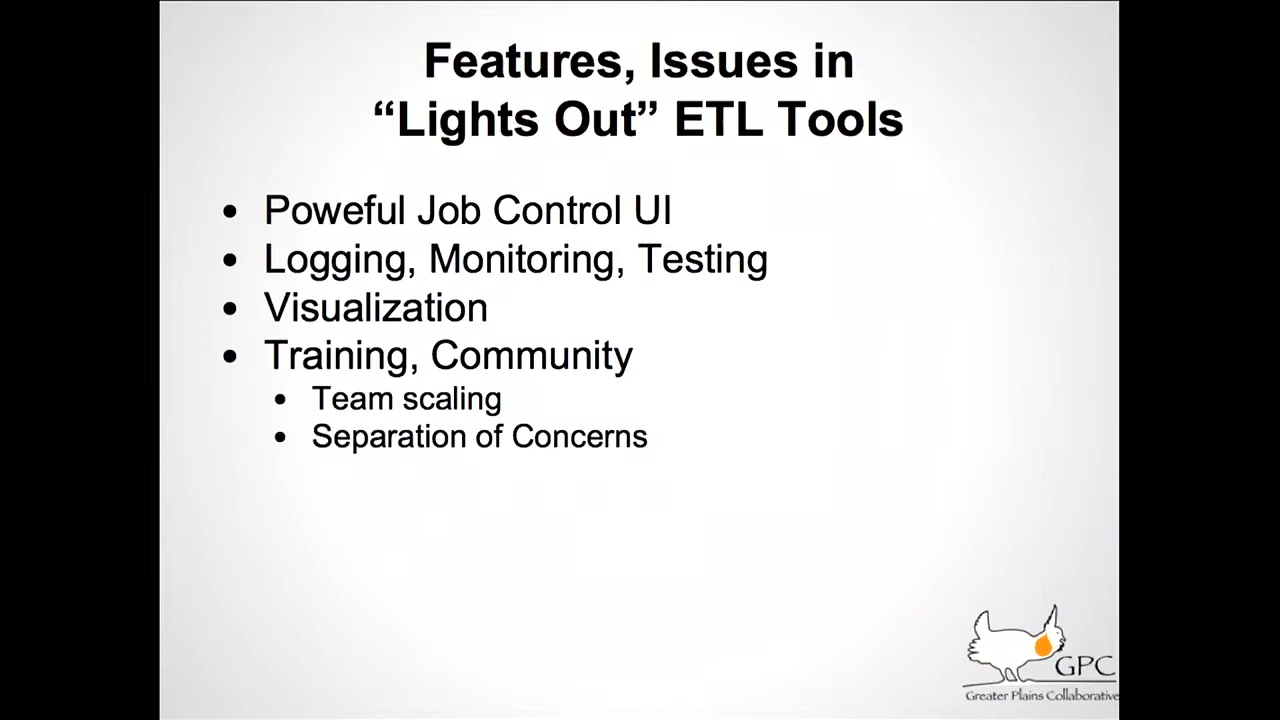 Features, Issues in
“Lights Out” ETL Tools
• Poweful Job Control UI
• Logging, Monitoring, Testing
• Visualization
• Training, Community
• Team scaling
• Separation of Concerns
GPC
Greater Plains Collaborative